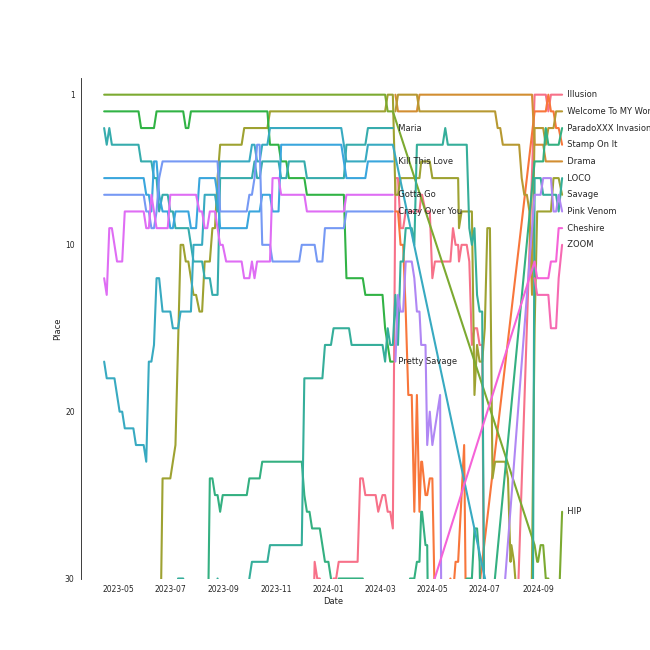 1
10
20
30
Place
2023-05
2023-07
2023-09
2023-11
2024-01
2024-03
2024-05
2024-07
2024-09
Date
Maria
Kill This Love
Gotta Go
Crazy Over You
Pretty Savage
Illusion
Welcome To MY Wor
ParadoXXX Invasion
Stamp On It
Drama
LOCO
Savage
Pink Venom
Cheshire
ZOOM
HIP